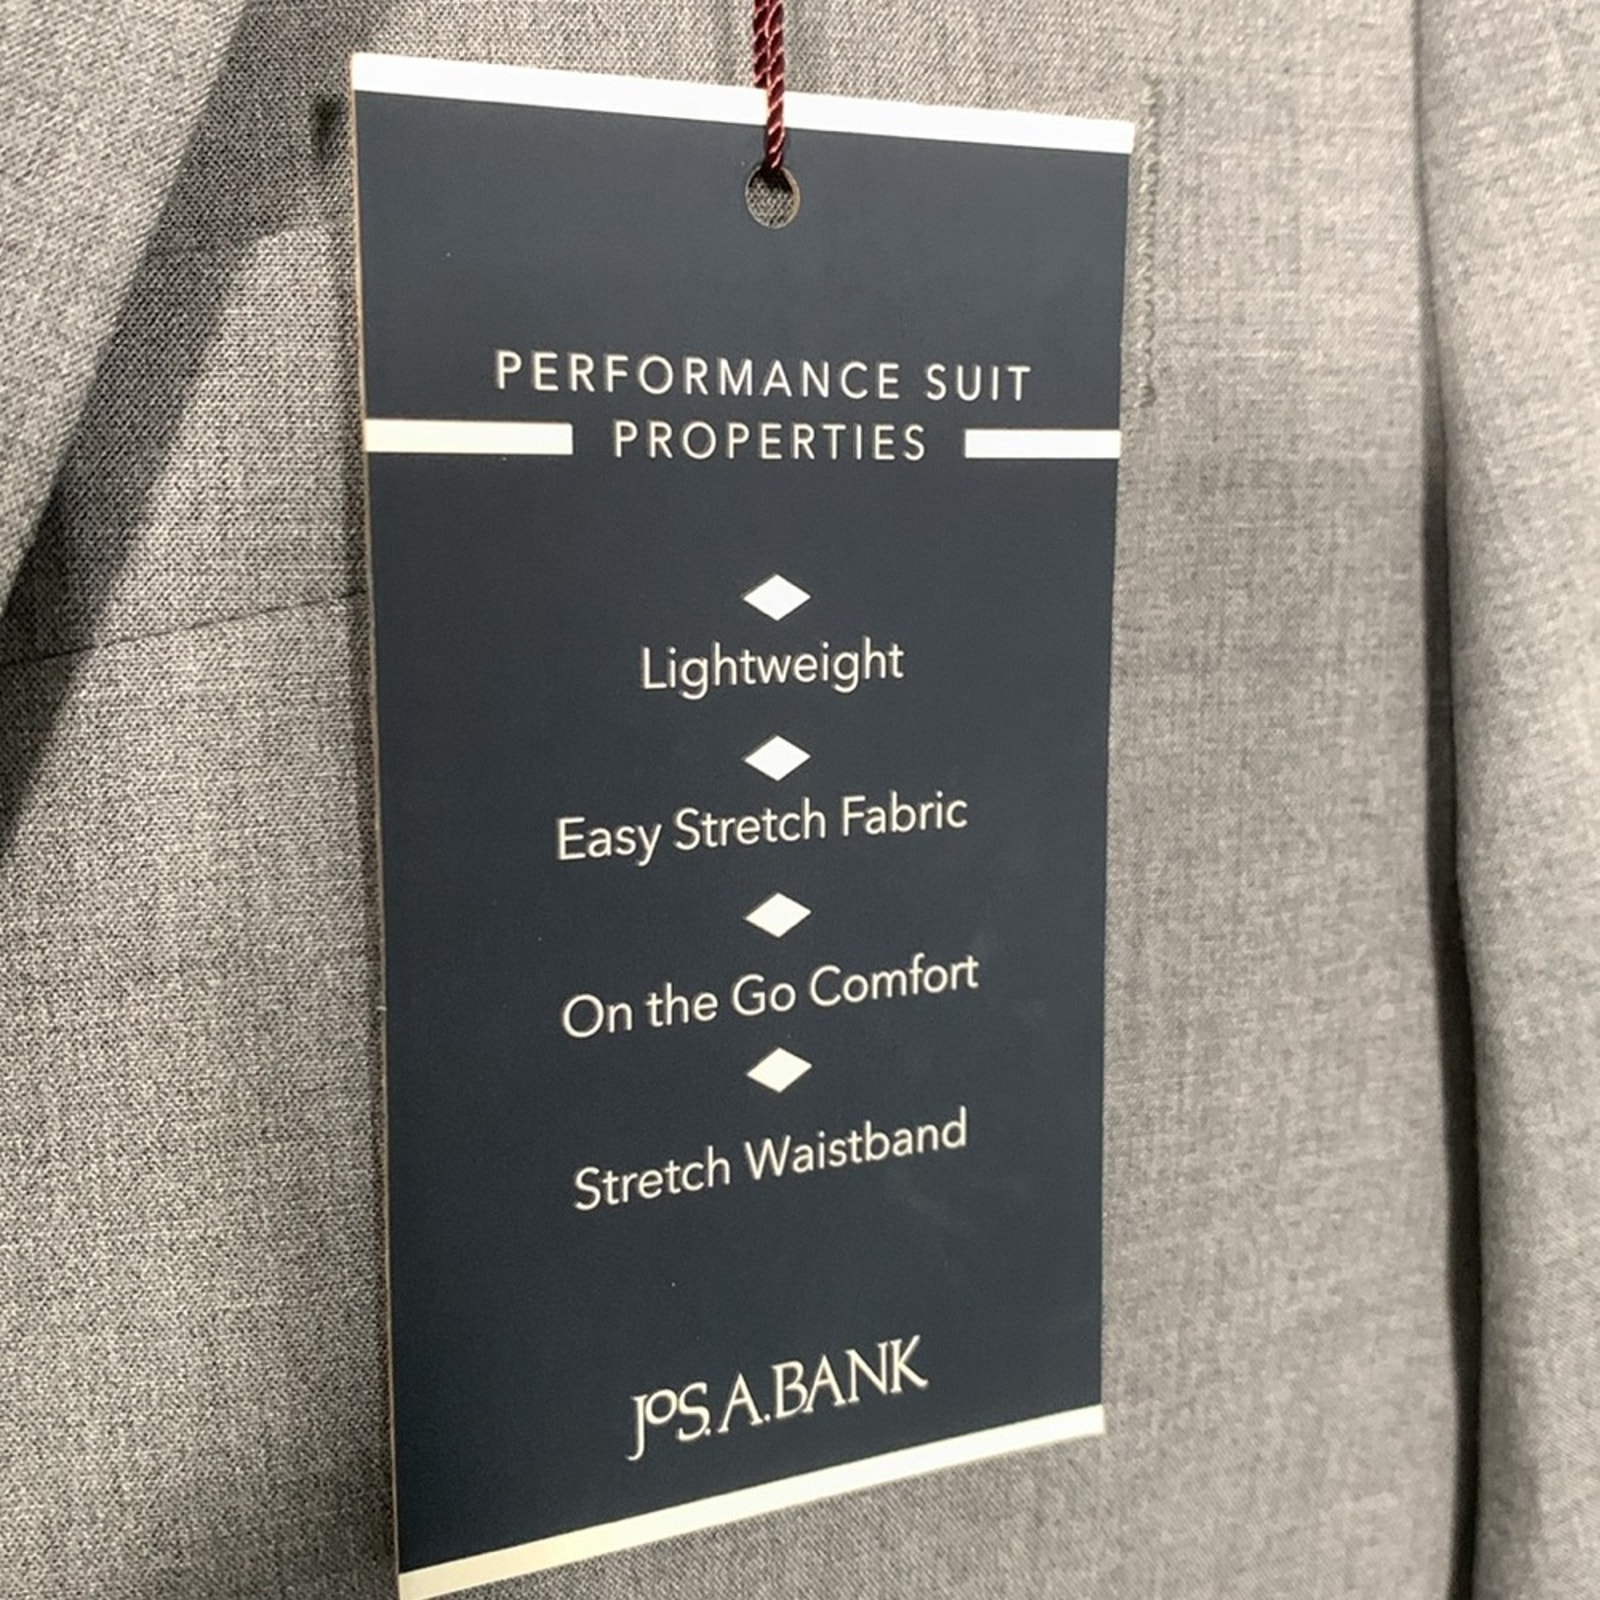 PERFORMANCE SUIT
PROPERTIES
Lightweight
Easy Stretch Fabric
On the Go Comfort
Stretch Waistband
JOS. A. BANK